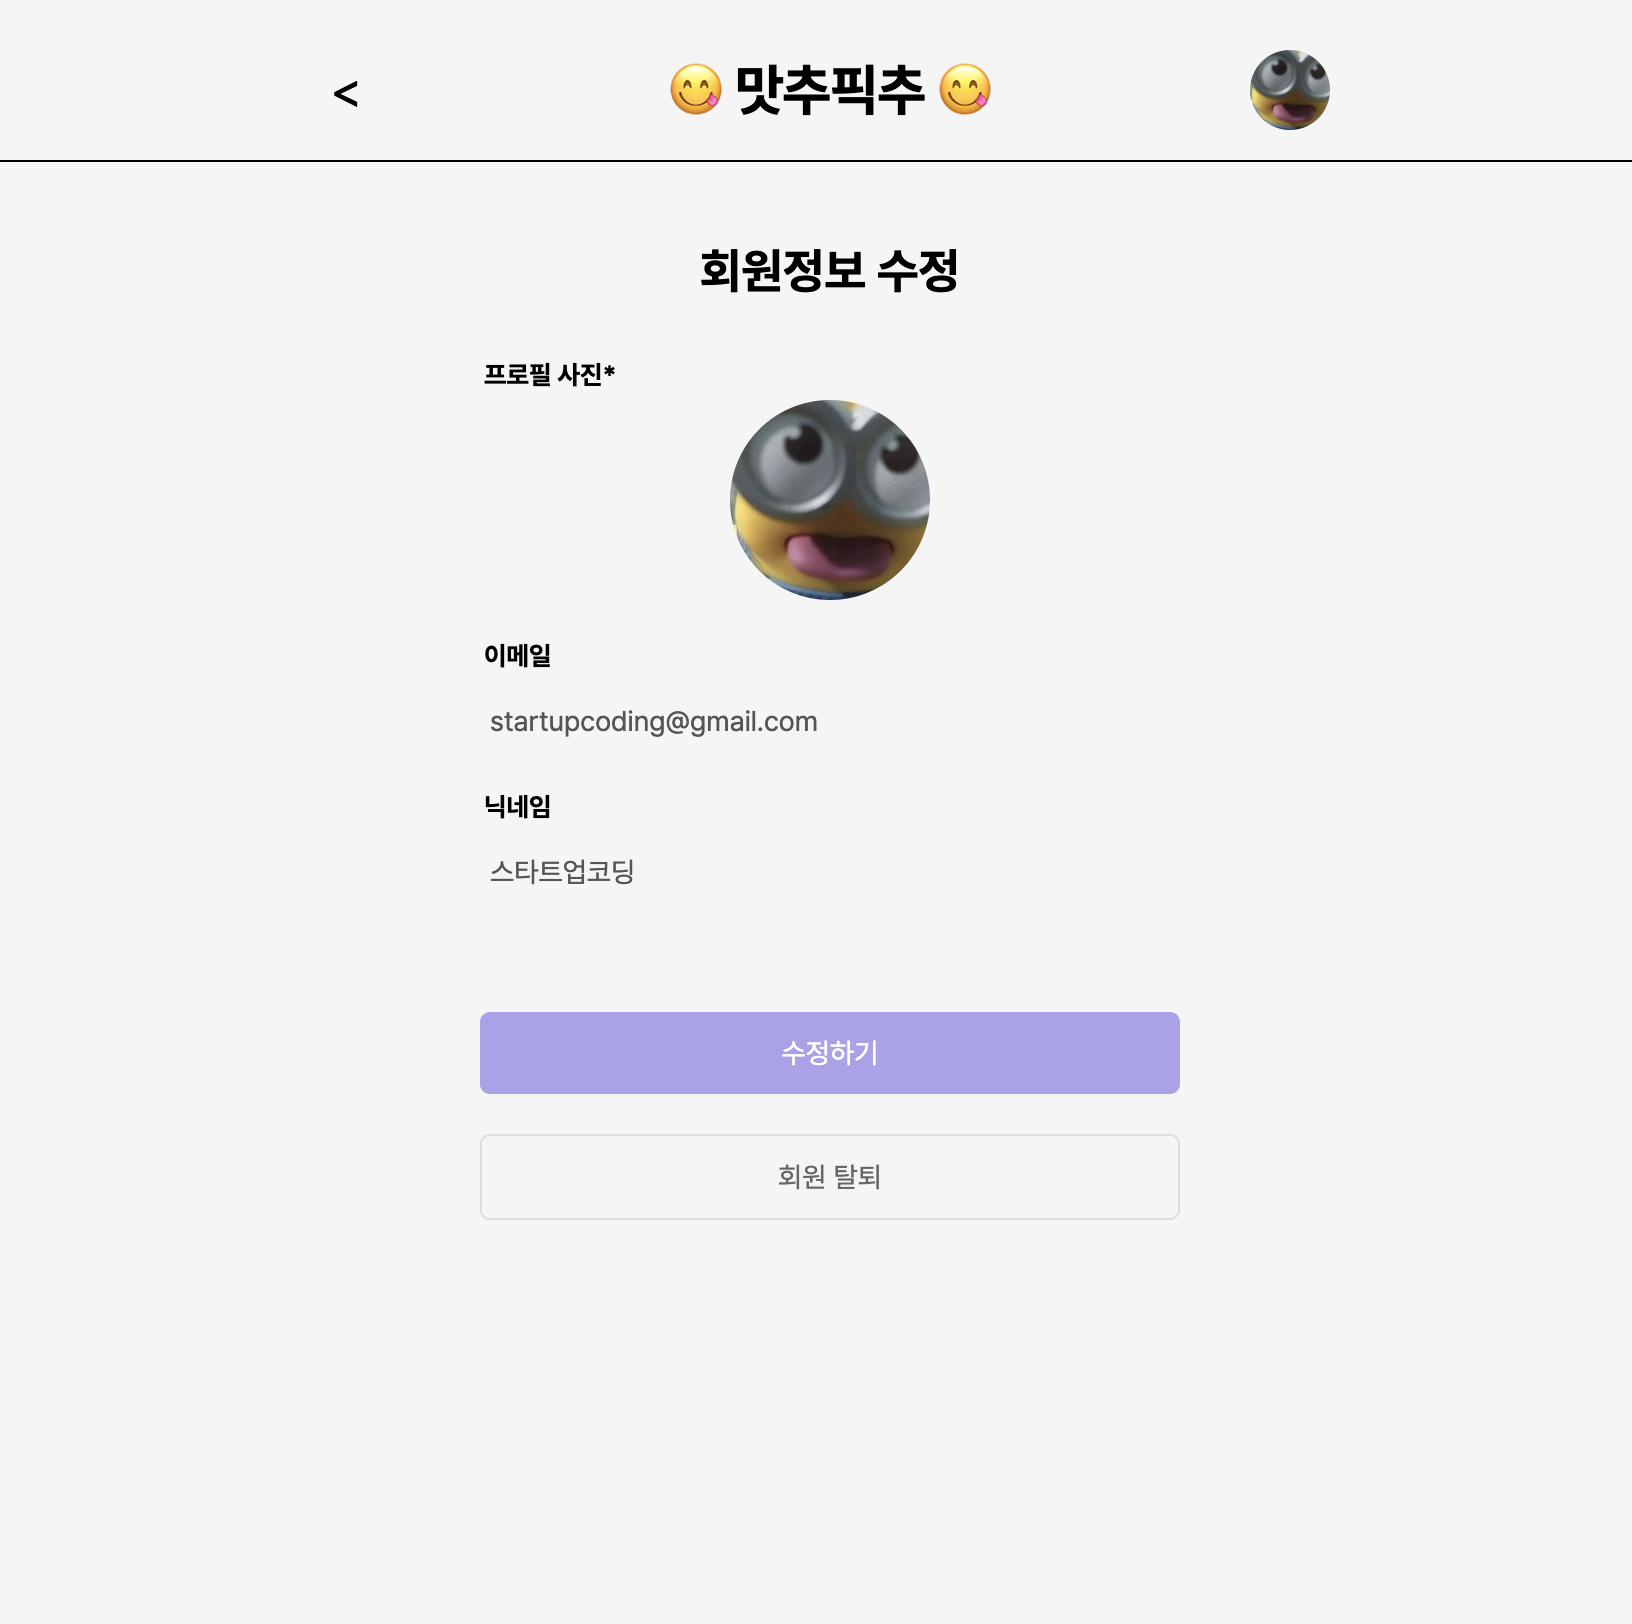 <
😋 맛추픽추 😋
회원정보 수정
프로필 사진*
이메일
startupcoding@gmail.com
닉네임
스타트업코딩
수정하기
회원 탈퇴